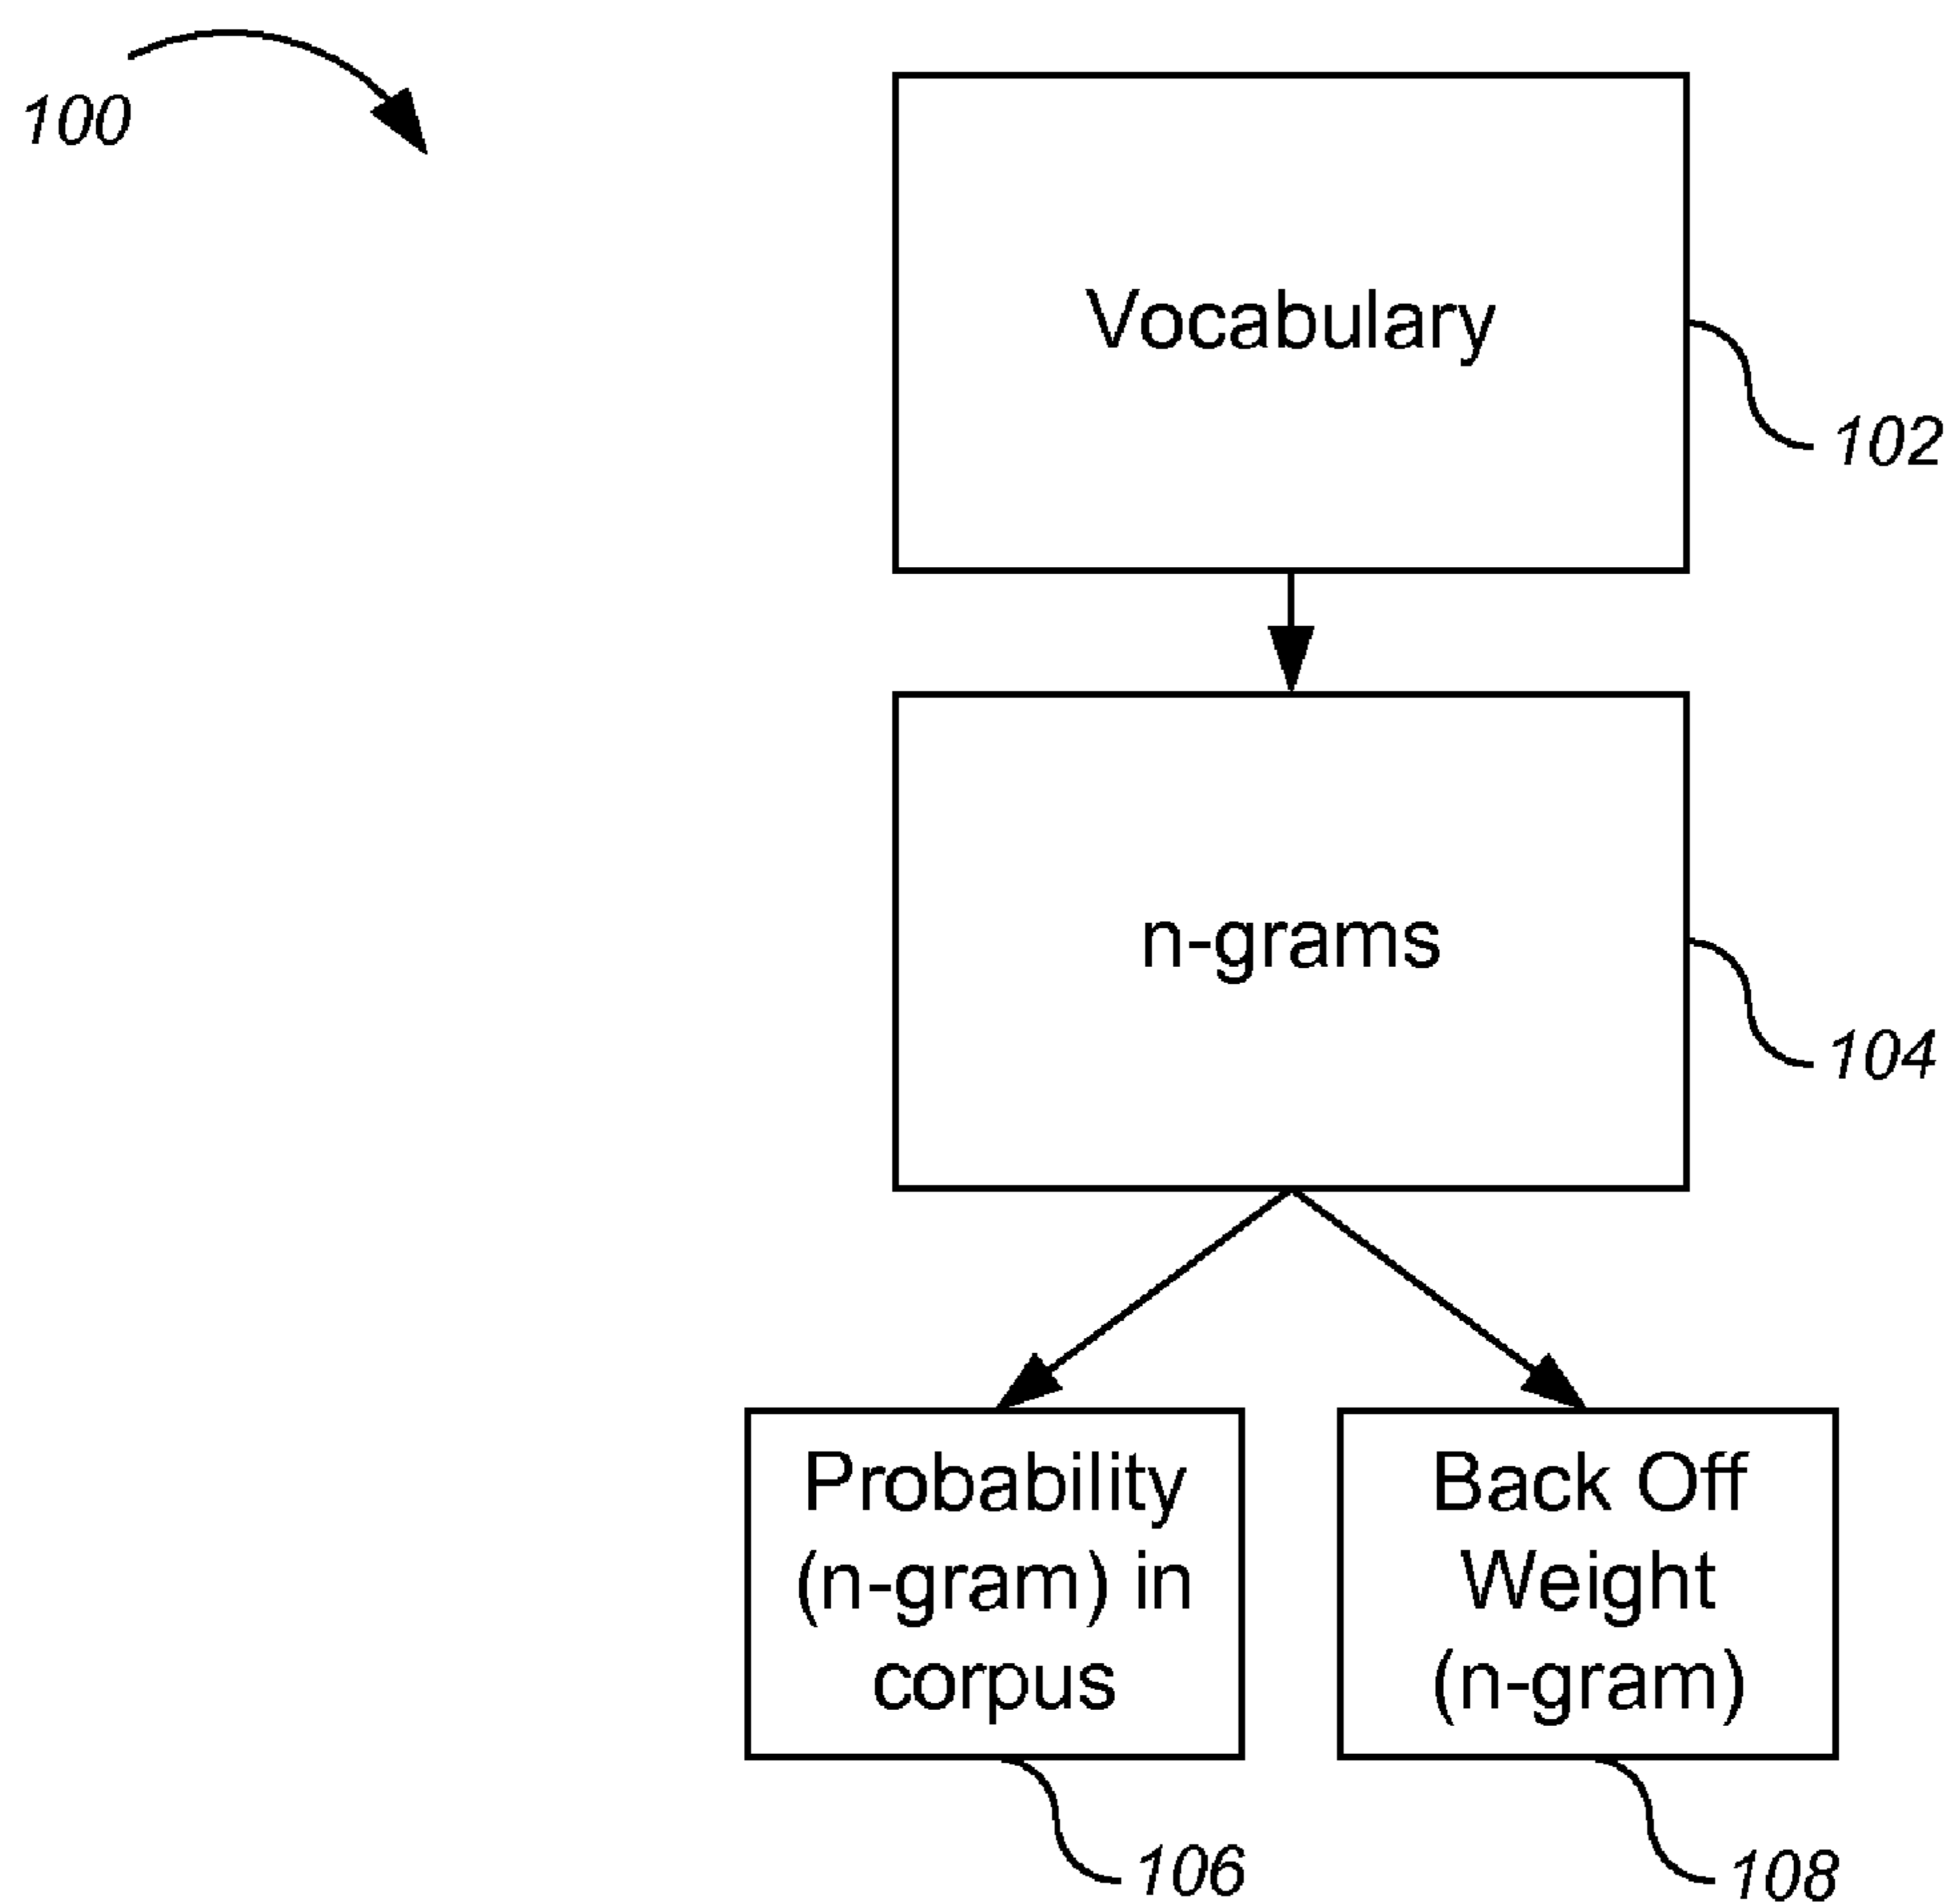 100
Vocabulary
102
n-grams
104
Probability
(n-gram) in
corpus
106
Back Off
Weight
(n-gram)
108